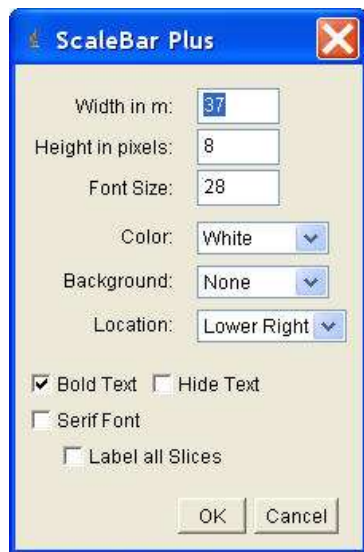 ScaleBar Plus
Width in m: 37
Height in pixels: 8
Font Size: 28
Color: White
Background: None
Location: Lower Right
Bold Text Hide Text
Serif Font
Label all Slices
OK Cancel